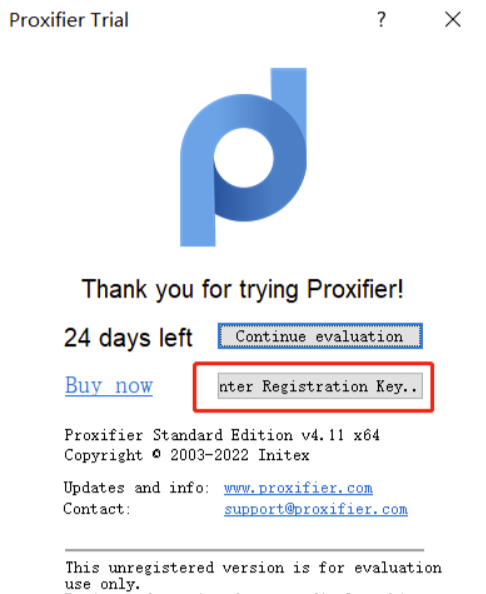 Proxifier Trial ?
Thank you for trying Proxifier!
24 days left Continue evaluation
Buy now nter Registration Key..
Proxifier Standard Edition v4.11 x64
Copyright © 2003-2022 Initex
Updates and info: www.proxifier.com
Contact: support@proxifier.com
This unregistered version is for evaluation
use only.